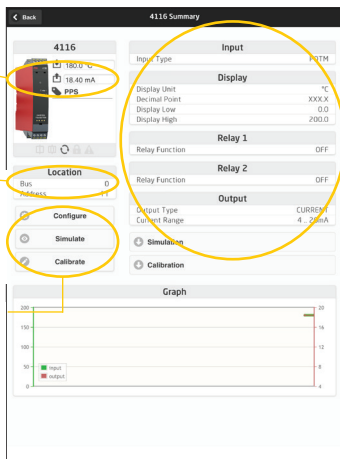 Back
4116 Summary
4116
180.0 °C
18.40 mA
PPS
Location
Bus 0
Address 11
Configure
Simulate
Calibrate
Input
Input Type POTM
Display
Display Unit °C
Decimal Point XXX.X
Display Low 0.0
Display High 200.0
Relay 1
Relay Function OFF
Relay 2
Relay Function OFF
Output
Output Type CURRENT
Current Range 4 .. 20mA
Simulation
Calibration
Graph
200
150
100
50
0
input
output
20
16
12
8
4